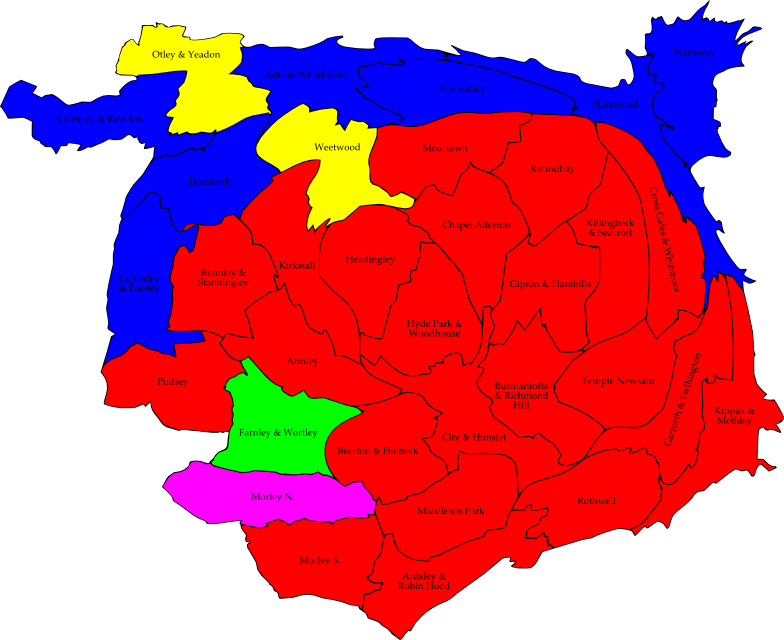 Wetherby
Otley & Yeadon
Adel & Wharfedale
Alwoodley
Harewood
Guiseley & Rawdon
Weetwood
Moortown
Roundhay
Horsforth
Cross Gates & Whinmoor
Chapel Allerton
Killingbeck
& Seacroft
Headingley
Kirkstall
Bramley &
Stanningley
Calverley
& Farsley
Gipton & Harehills
Hyde Park &
Woodhouse
Armley
Pudsey
Temple Newsam
Burmantofts
& Richmond
Hill
Garforth & Swillington
Kippax &
Methley
Farnley & Wortley
City & Hunslet
Beeston & Holbeck
Morley N.
Middleton Park
Rothwell
Morley S.
Ardsley &
Robin Hood